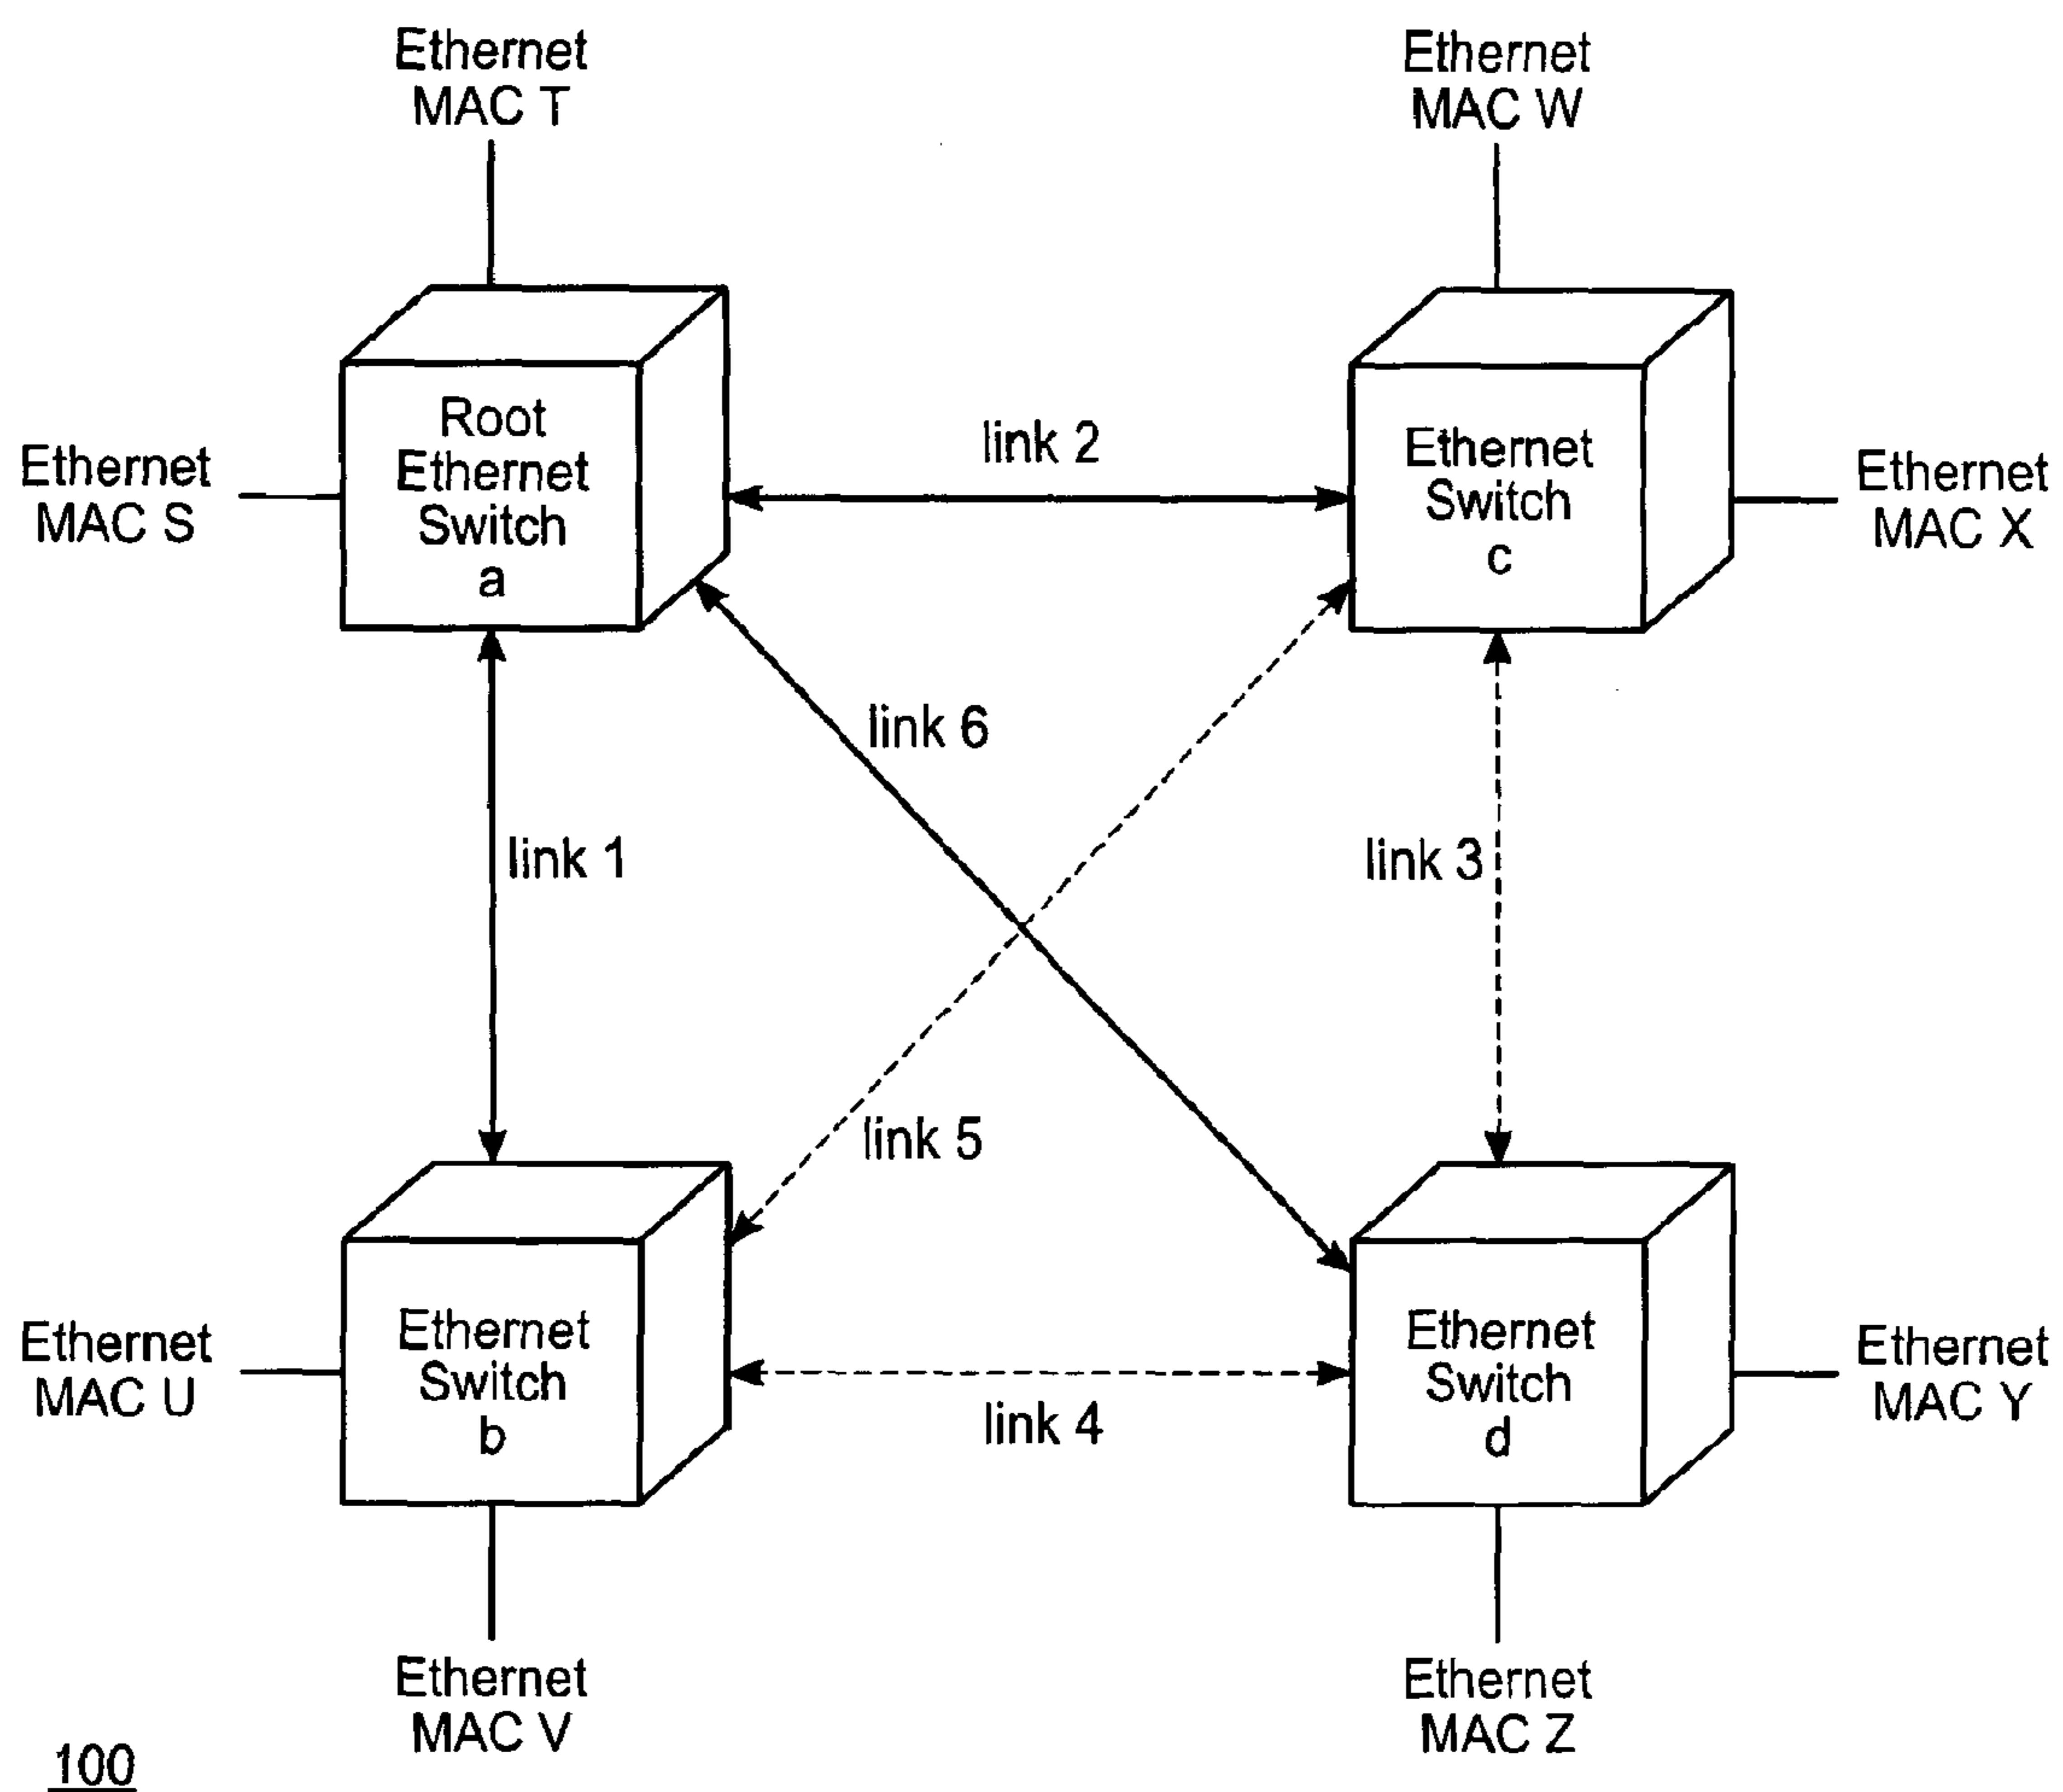 Ethernet
MAC T
Ethernet
MAC W
Root
Ethernet
Switch
a
link 2
Ethernet
Switch
c
Ethernet
MAC S
Ethernet
MAC X
link 6
link 1
link 3
link 5
Ethernet
Switch
b
Ethernet
Switch
d
Ethernet
MAC U
Ethernet
MAC Y
link 4
Ethernet
MAC V
Ethernet
MAC Z
100